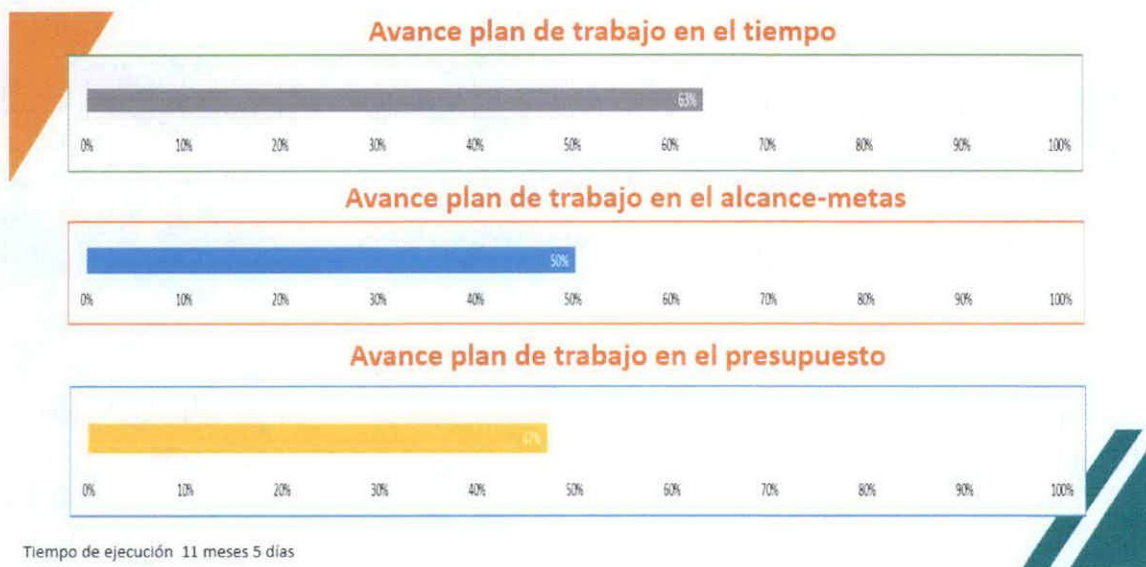 Avance plan de trabajo en el tiempo
63%
0% 10% 20% 30% 40% 50% 60% 70% 80% 90% 100%
Avance plan de trabajo en el alcance-metas
50%
0% 10% 20% 30% 40% 50% 60% 70% 80% 90% 100%
Avance plan de trabajo en el presupuesto
47%
0% 10% 20% 30% 40% 50% 60% 70% 80% 90% 100%
Tiempo de ejecución 11 meses 5 días